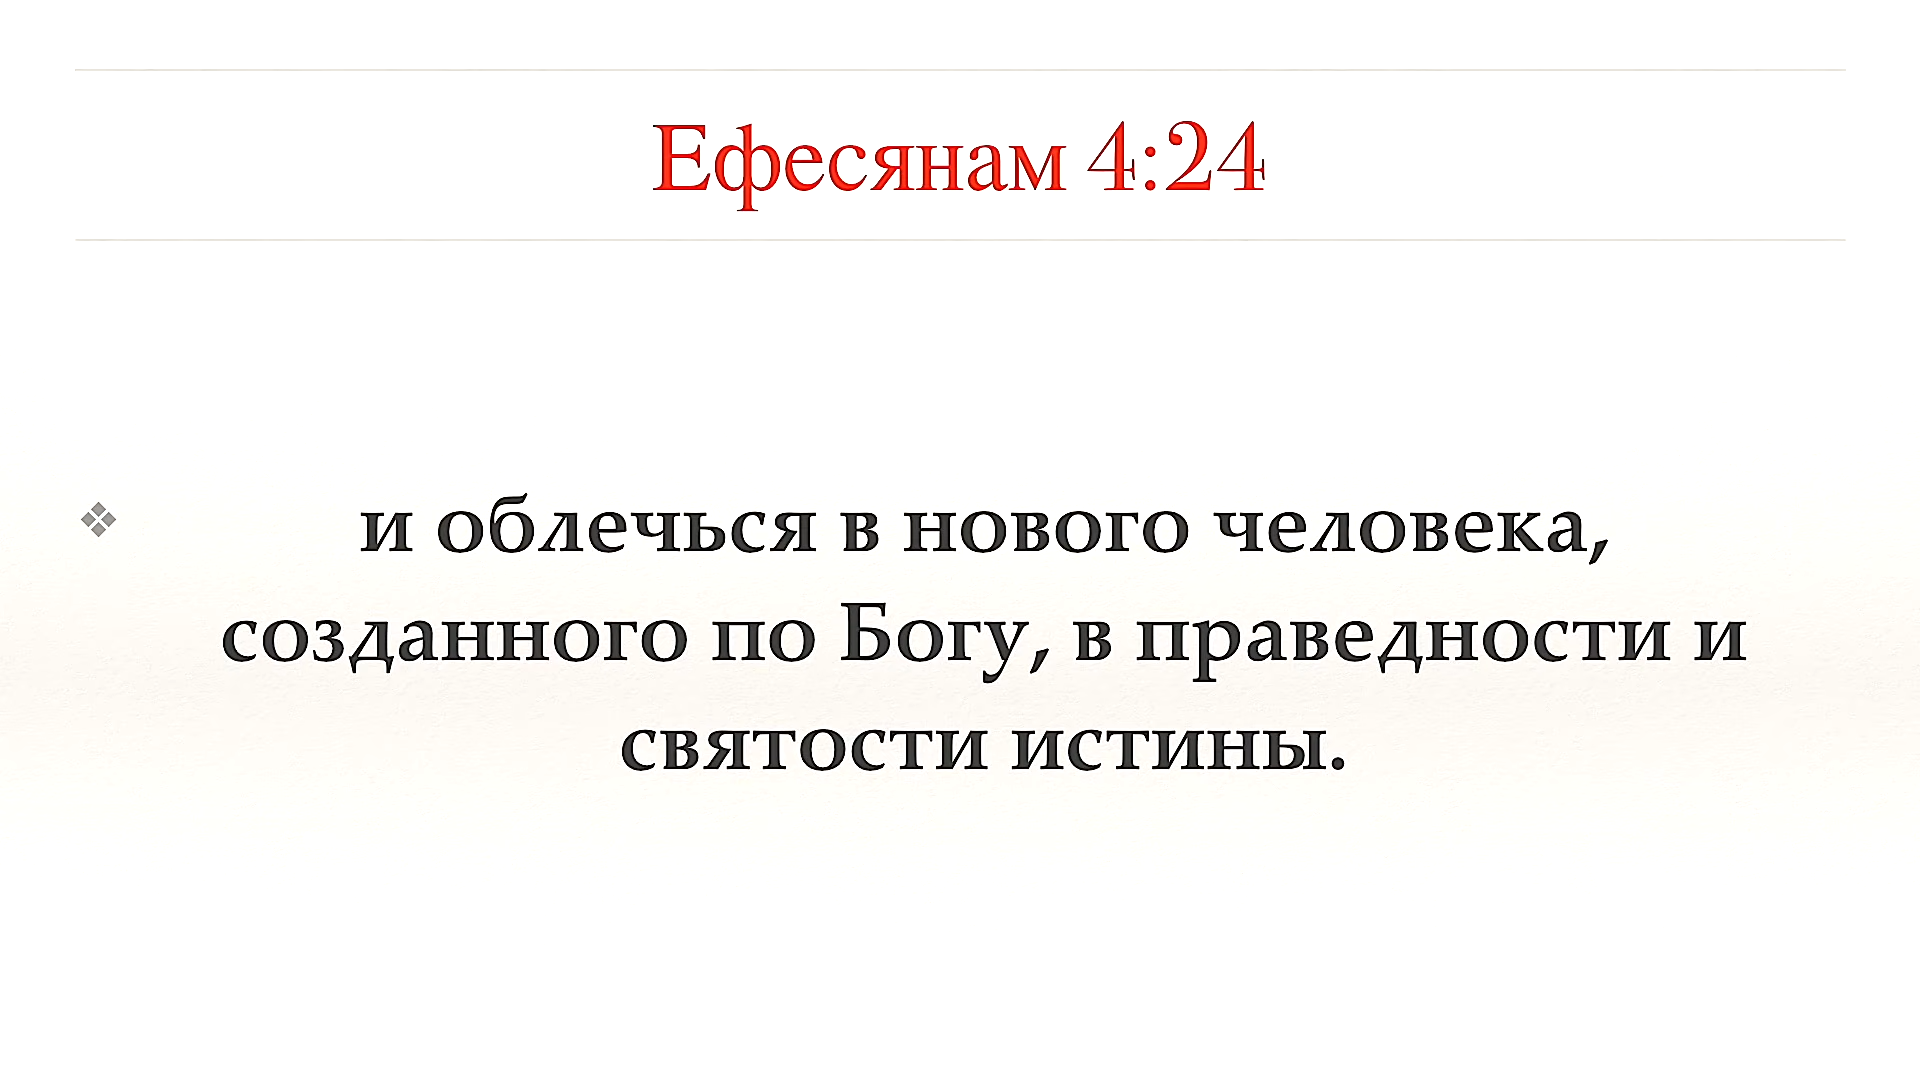 Ефесянам 4:24
❖ и облечься в нового человека,
созданного по Богу, в праведности и
святости истины.